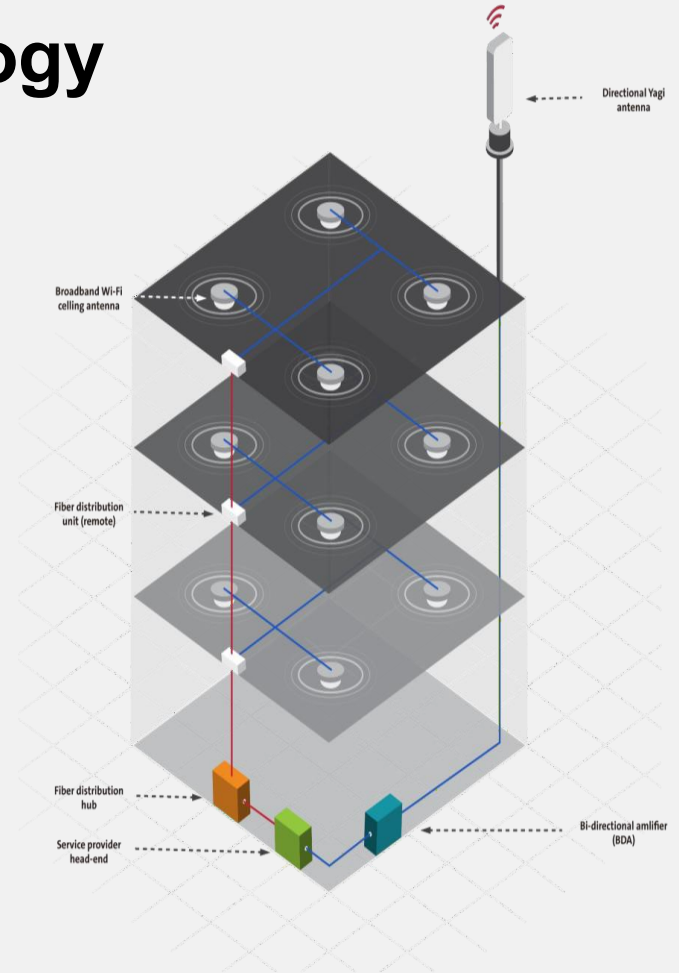 ogy
Directional Yagi
antenna
Broadband Wi-Fi
celling antenna
Fiber distribution
unit (remote)
Fiber distribution
hub
Service provider
head-end
Bi-directional amlifier
(BDA)